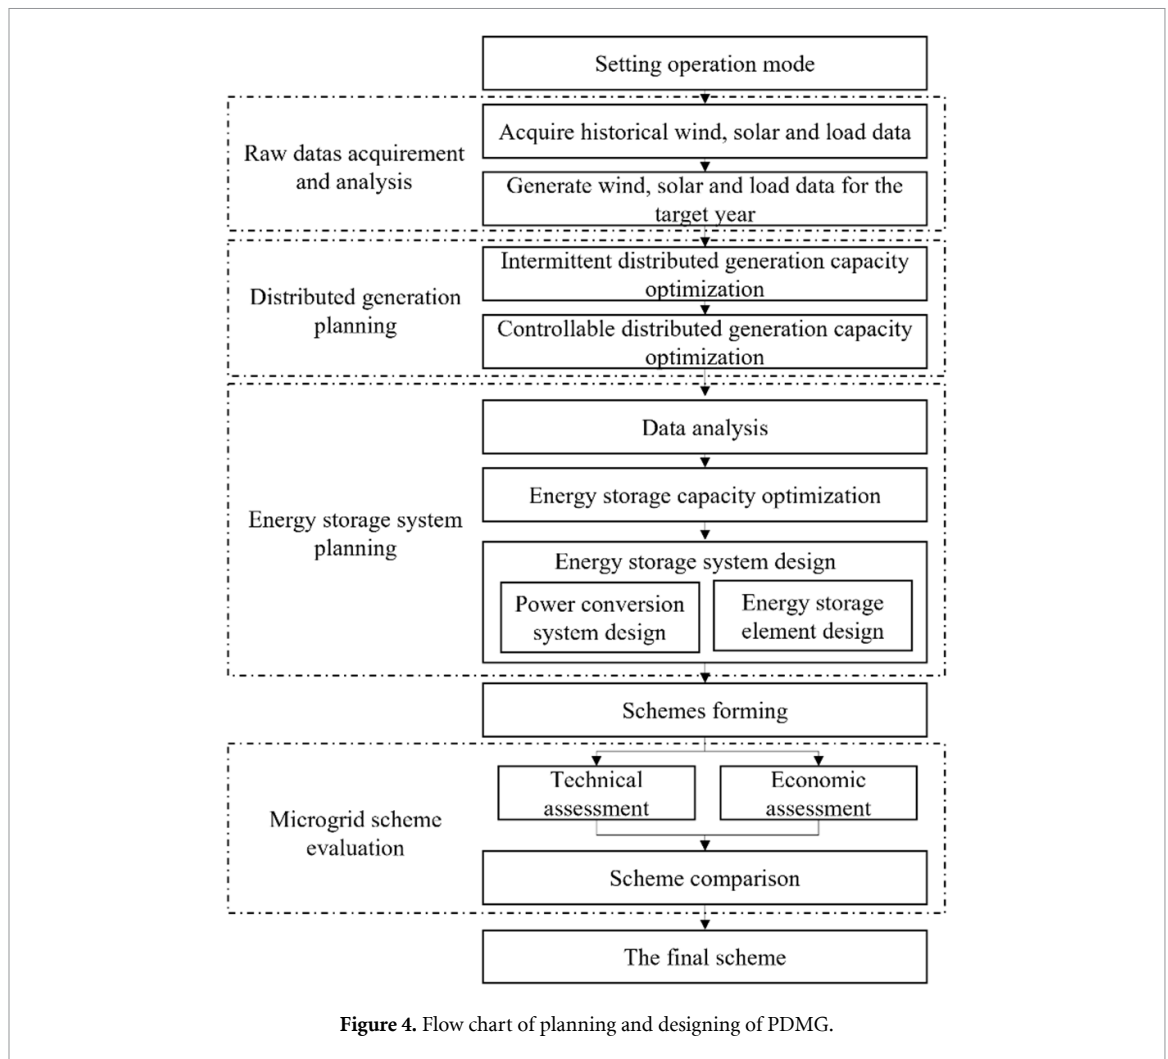 Setting operation mode
Raw datas acquirement
and analysis
Acquire historical wind, solar and load data
Generate wind, solar and load data for the
target year
Distributed generation
planning
Intermittent distributed generation capacity
optimization
Controllable distributed generation capacity
optimization
Energy storage system
planning
Data analysis
Energy storage capacity optimization
Energy storage system design
Power conversion
system design
Energy storage
element design
Schemes forming
Microgrid scheme
evaluation
Technical
assessment
Economic
assessment
Scheme comparison
The final scheme
Figure 4. Flow chart of planning and designing of PDMG.